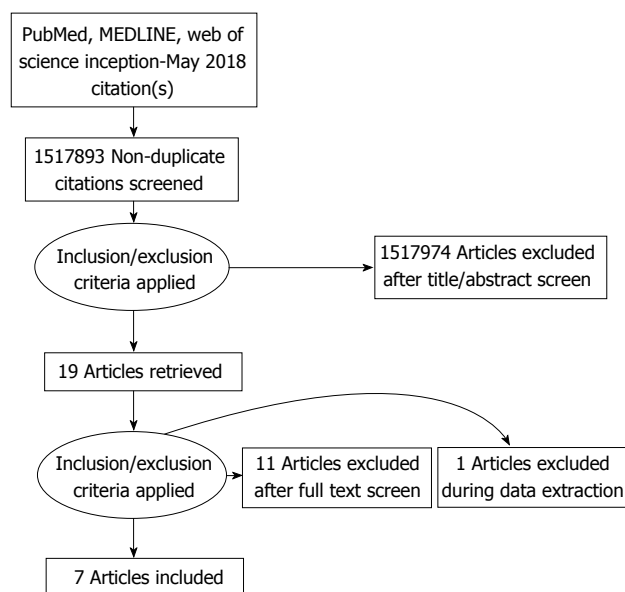 PubMed, MEDLINE, web of
science inception-May 2018
citation(s)
1517893 Non-duplicate
citations screened
Inclusion/exclusion
criteria applied
1517974 Articles excluded
after title/abstract screen
19 Articles retrieved
Inclusion/exclusion
criteria applied
11 Articles excluded
after full text screen
1 Articles excluded
during data extraction
7 Articles included